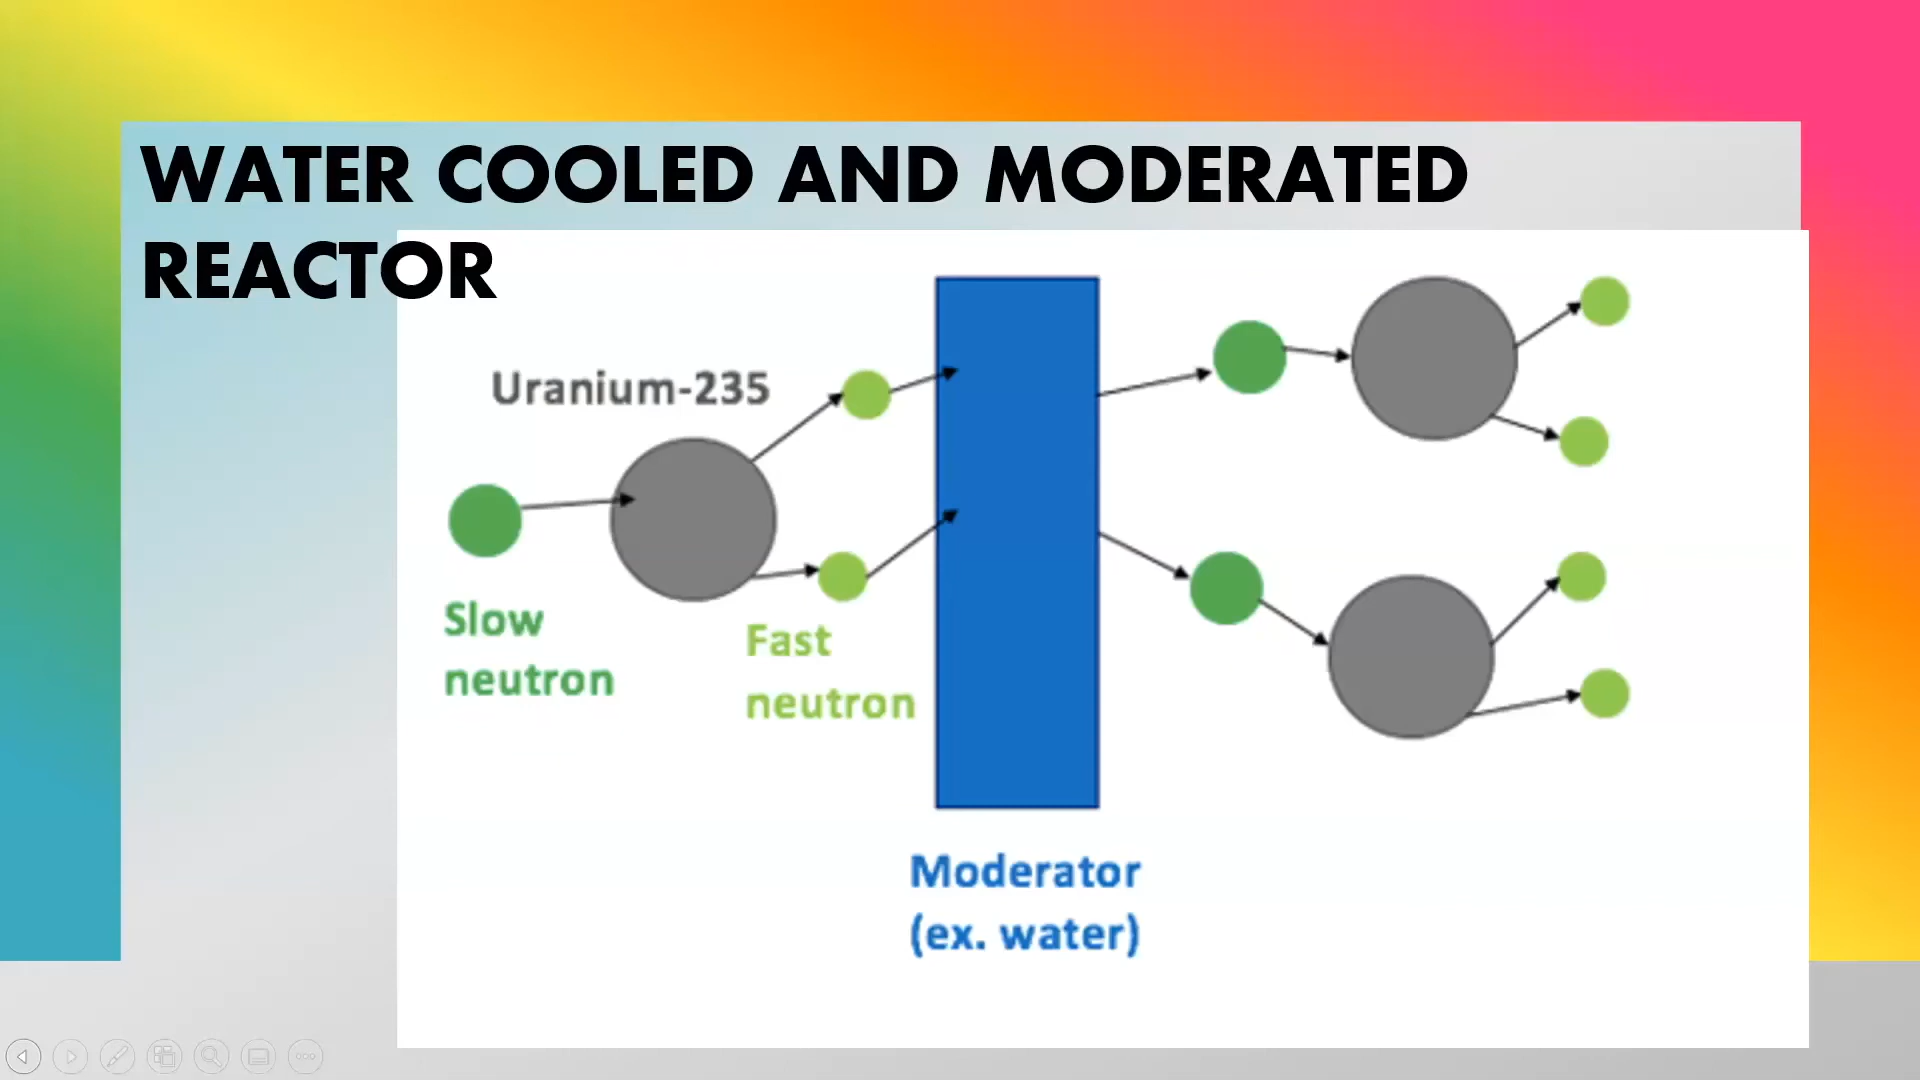 WATER COOLED AND MODERATED
REACTOR
Uranium-235
Slow
neutron
Fast
neutron
Moderator
(ex. water)